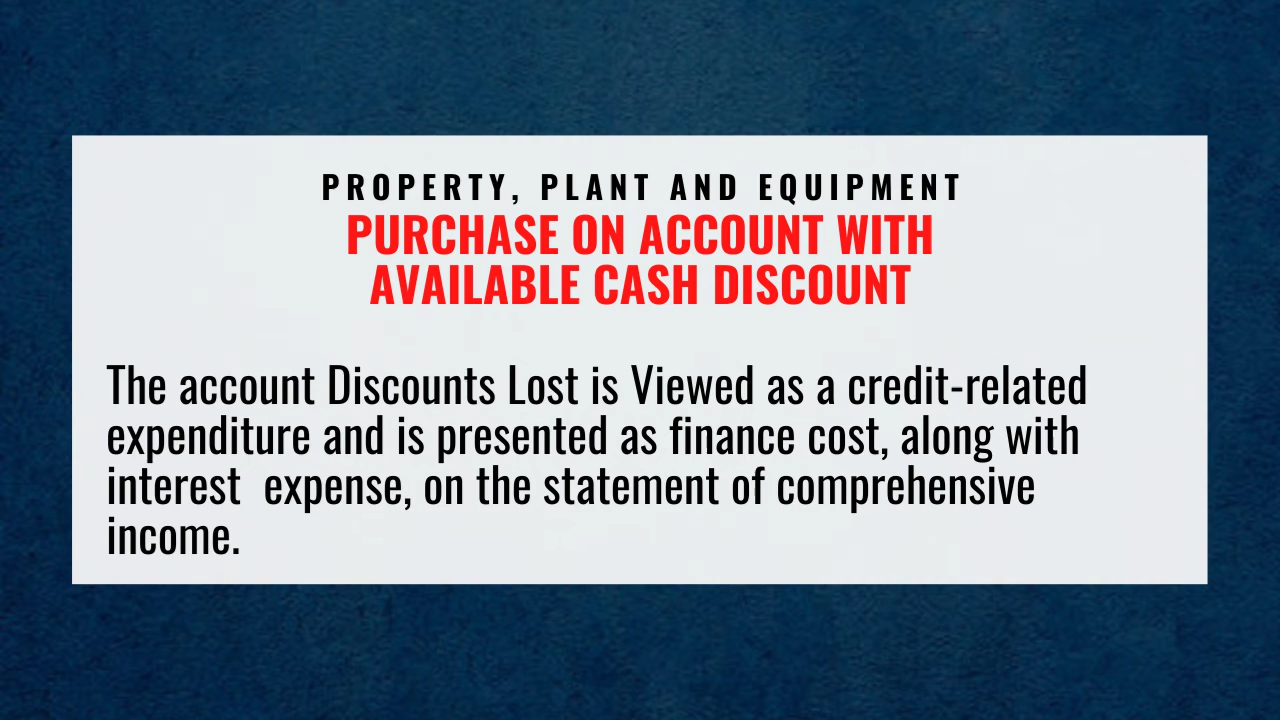 PROPERTY, PLANT AND EQUIPMENT
PURCHASE ON ACCOUNT WITH
AVAILABLE CASH DISCOUNT
The account Discounts Lost is Viewed as a credit-related
expenditure and is presented as finance cost, along with
interest  expense, on the statement of comprehensive
income.